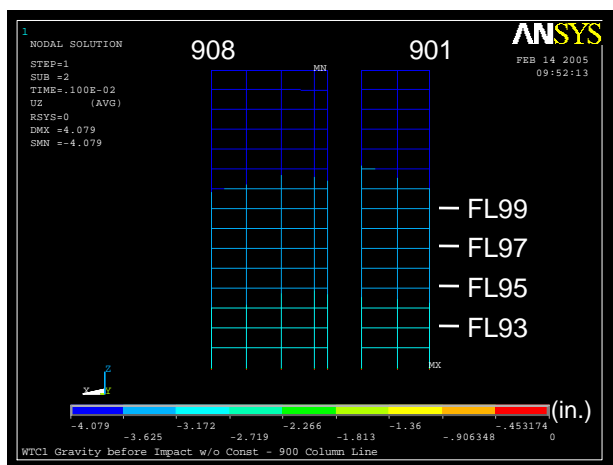 1
NODAL SOLUTION
STEP=1
SUB =2
TIME=.100E-02
UZ (AVG)
RSYS=0
DMX =4.079
SMN =-4.079
908
901
ANSYS
FEB 14 2005
09:52:13
MN
FL99
FL97
FL95
FL93
MX
Z
X Y
(in.)
-4.079 -3.172 -2.266 -1.36 -.453174
-3.625 -2.719 -1.813 -.906348 0
WTC1 Gravity before Impact w/o Const - 900 Column Line